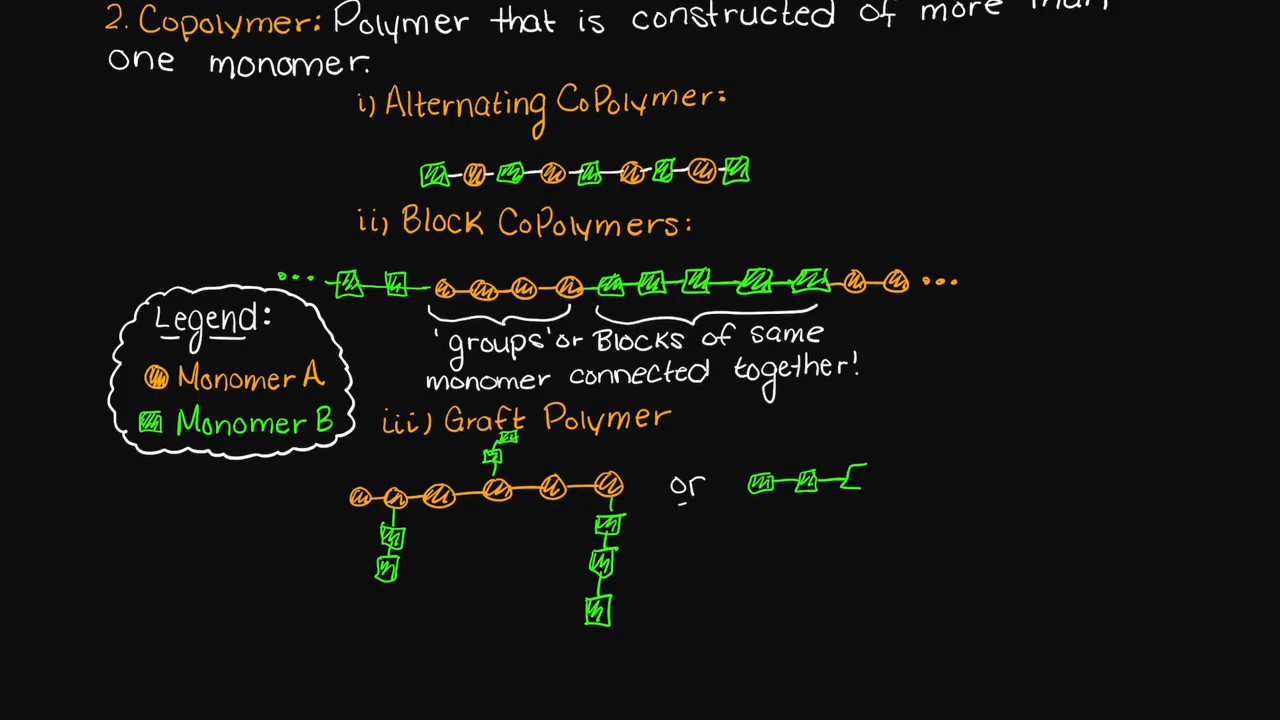 2. Copolymer: Polymer that is constructed of more than
one monomer.
i) Alternating CoPolymer:
ii) Block CoPolymers:
Legend:
Monomer A
Monomer B
'groups' or BLOCKS of same
monomer connected together!
iii) Graft Polymer
or